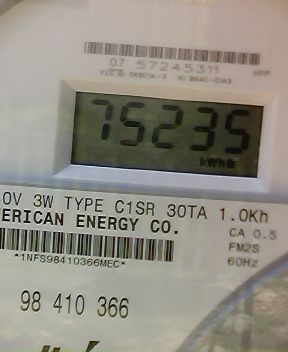 07 57245311
75235
kWh
0V 3W TYPE C1SR 30TA 1.0Kh
ERICAN ENERGY CO.
CA 0.5
FM2S
60Hz
*1NFS98410366MEC*
98 410 366